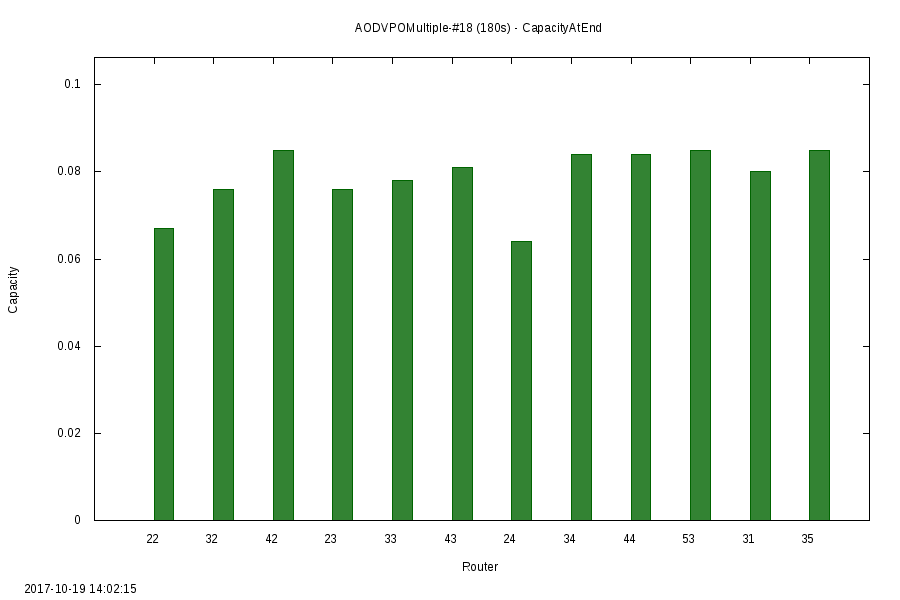 AODVPOMultiple-#18 (180s) - CapacityAtEnd
0.1
0.08
0.06
0.04
0.02
0
Capacity
22 32 42 23 33 43 24 34 44 53 31 35
Router
2017-10-19 14:02:15